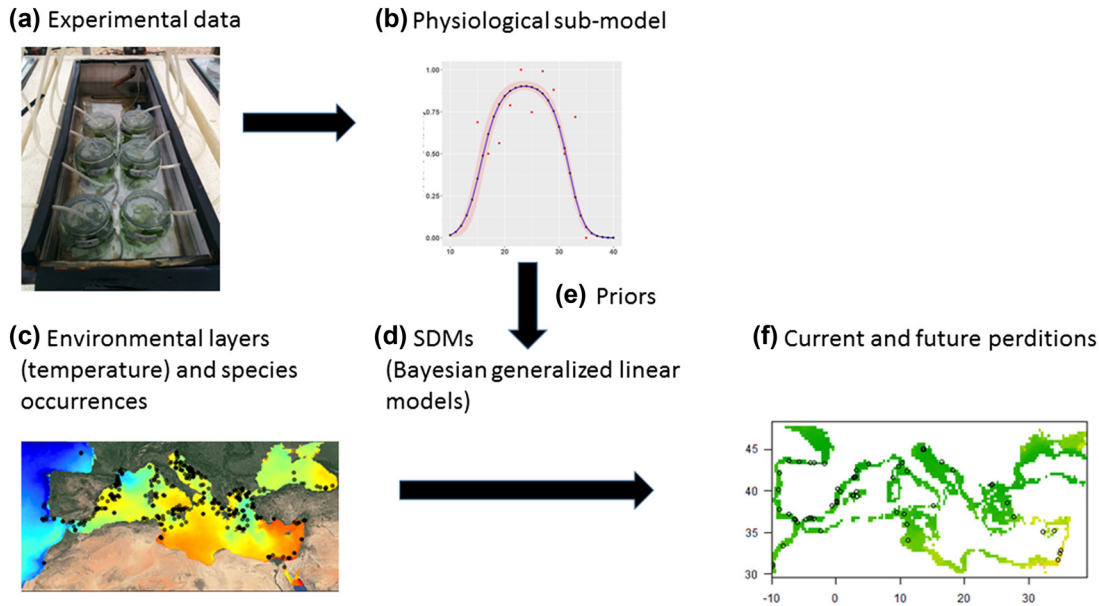 (a) Experimental data
(b) Physiological sub-model
1.00
0.75
0.50
0.25
0.00
10
20
30
40
(e) Priors
(c) Environmental layers
(temperature) and species
occurrences
(d) SDMs
(Bayesian generalized linear
models)
(f) Current and future perditions
45
40
35
30
-10
0
10
20
30